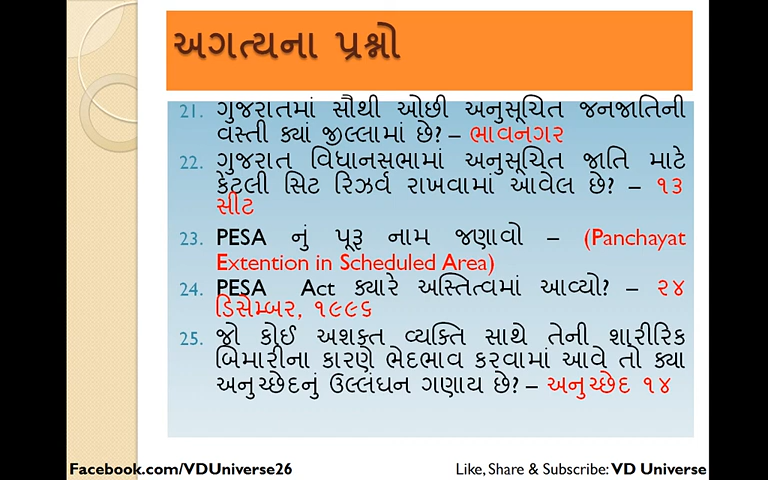 અગત્યના પ્રશ્નો
21. ગુજરાતમાં સૌથી ઓછી અનુસૂચિત જનજાતિની
વસ્તી ક્યાં જીલ્લામાં છે? – ભાવનગર
22. ગુજરાત વિધાનસભામાં અનુસૂચિત જાતિ માટે
કેટલી સિટ રિઝર્વ રાખવામાં આવેલ છે? – ૧૩
સીટ
23. PESA નું પૂરૂ નામ જણાવો – (Panchayat
Extention in Scheduled Area)
24. PESA Act ક્યારે અસ્તિત્વમાં આવ્યો? – ૨૪
ડિસેમ્બર, ૧૯૯૬
25. જો કોઈ અશક્ત વ્યક્તિ સાથે તેની શારીરિક
બિમારીના કારણે ભેદભાવ કરવામાં આવે તો ક્યા
અનુચ્છેદનું ઉલ્લંઘન ગણાય છે? – અનુચ્છેદ ૧૪
Facebook.com/VDUniverse26
Like, Share & Subscribe: VD Universe